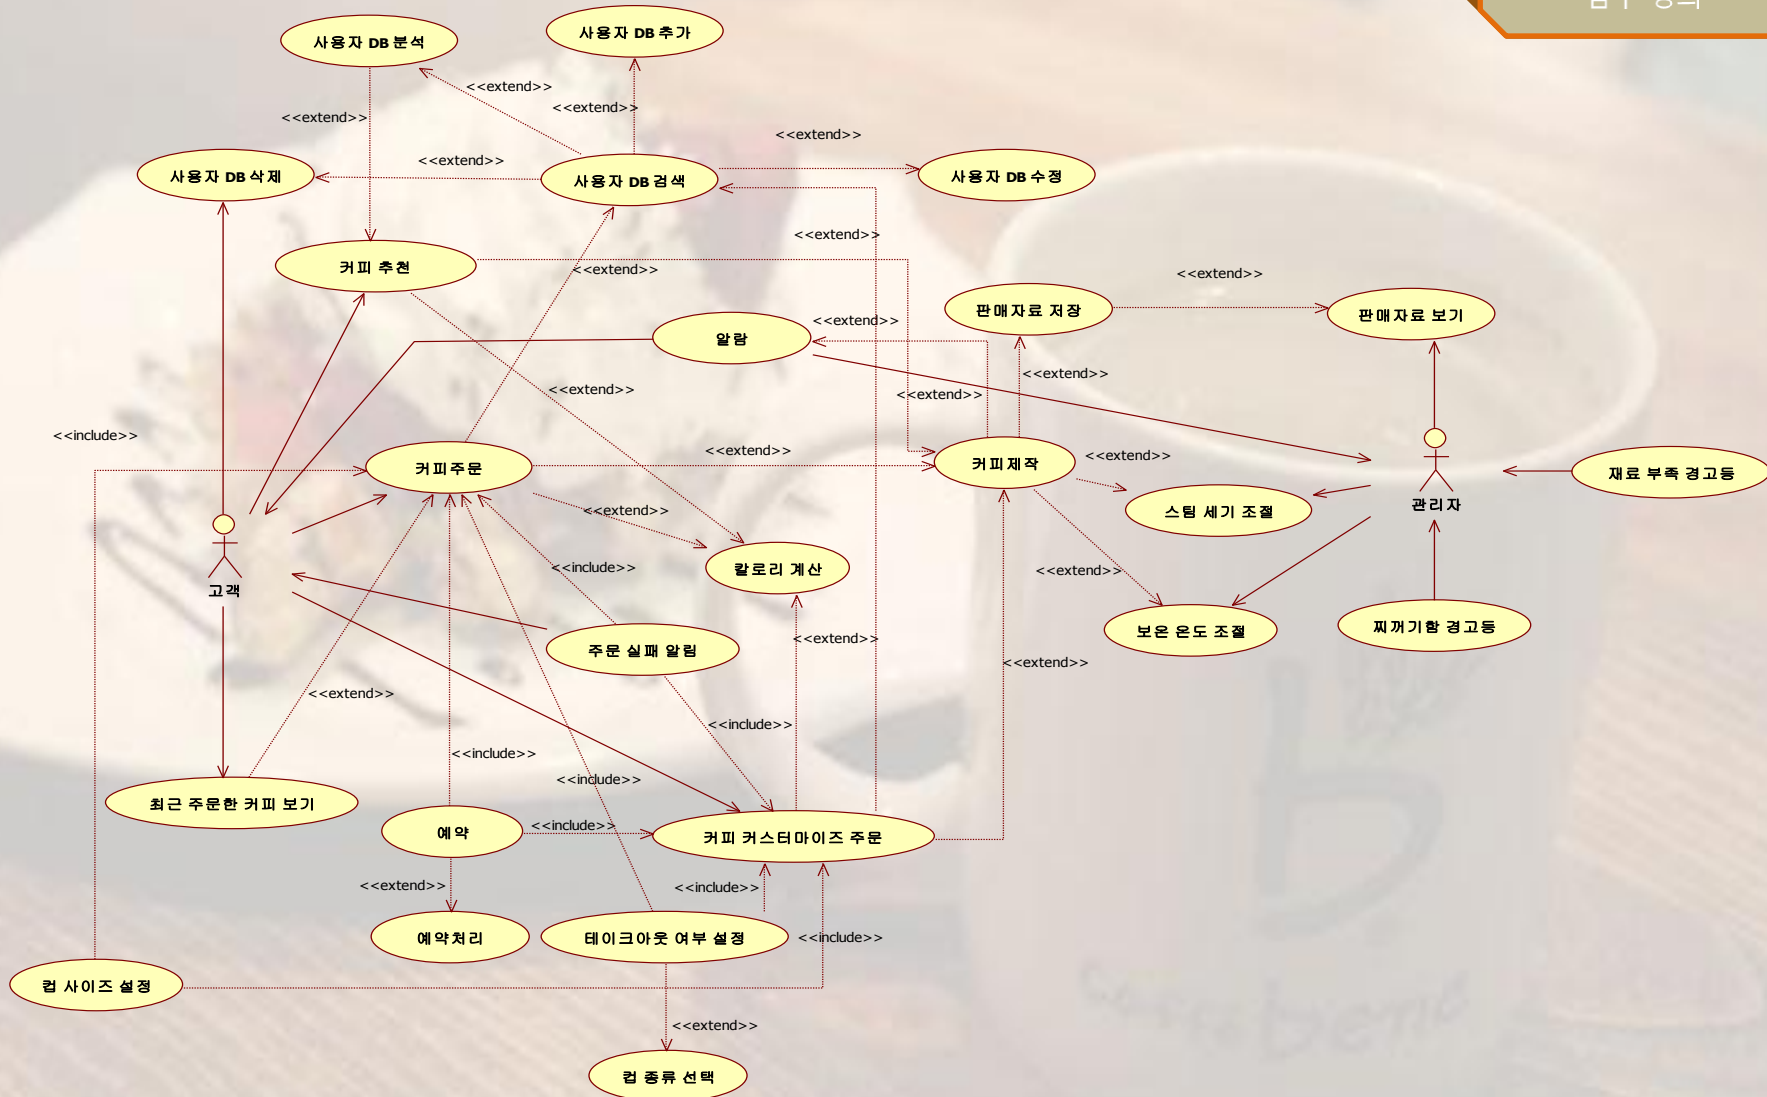 사용자 DB 분석
사용자 DB 추가
<<extend>>
<<extend>>
<<extend>>
<<extend>>
<<extend>>
사용자 DB 삭제
사용자 DB 검색
사용자 DB 수정
<<extend>>
커피 추천
<<extend>>
<<extend>>
판매자료 저장
판매자료 보기
<<extend>>
알람
<<extend>>
<<extend>>
<<extend>>
<<include>>
<<extend>>
<<extend>>
커피주문
커피제작
재료 부족 경고등
관리자
<<extend>>
스팀 세기 조절
<<include>>
칼로리 계산
<<extend>>
고객
찌꺼기함 경고등
보온 온도 조절
<<extend>>
주문 실패 알림
<<extend>>
<<extend>>
<<include>>
<<include>>
<<include>>
최근 주문한 커피 보기
예약
<<include>>
커피 커스터마이즈 주문
<<extend>>
<<include>>
예약처리
테이크아웃 여부 설정
<<include>>
컵 사이즈 설정
<<extend>>
컵 종류 선택